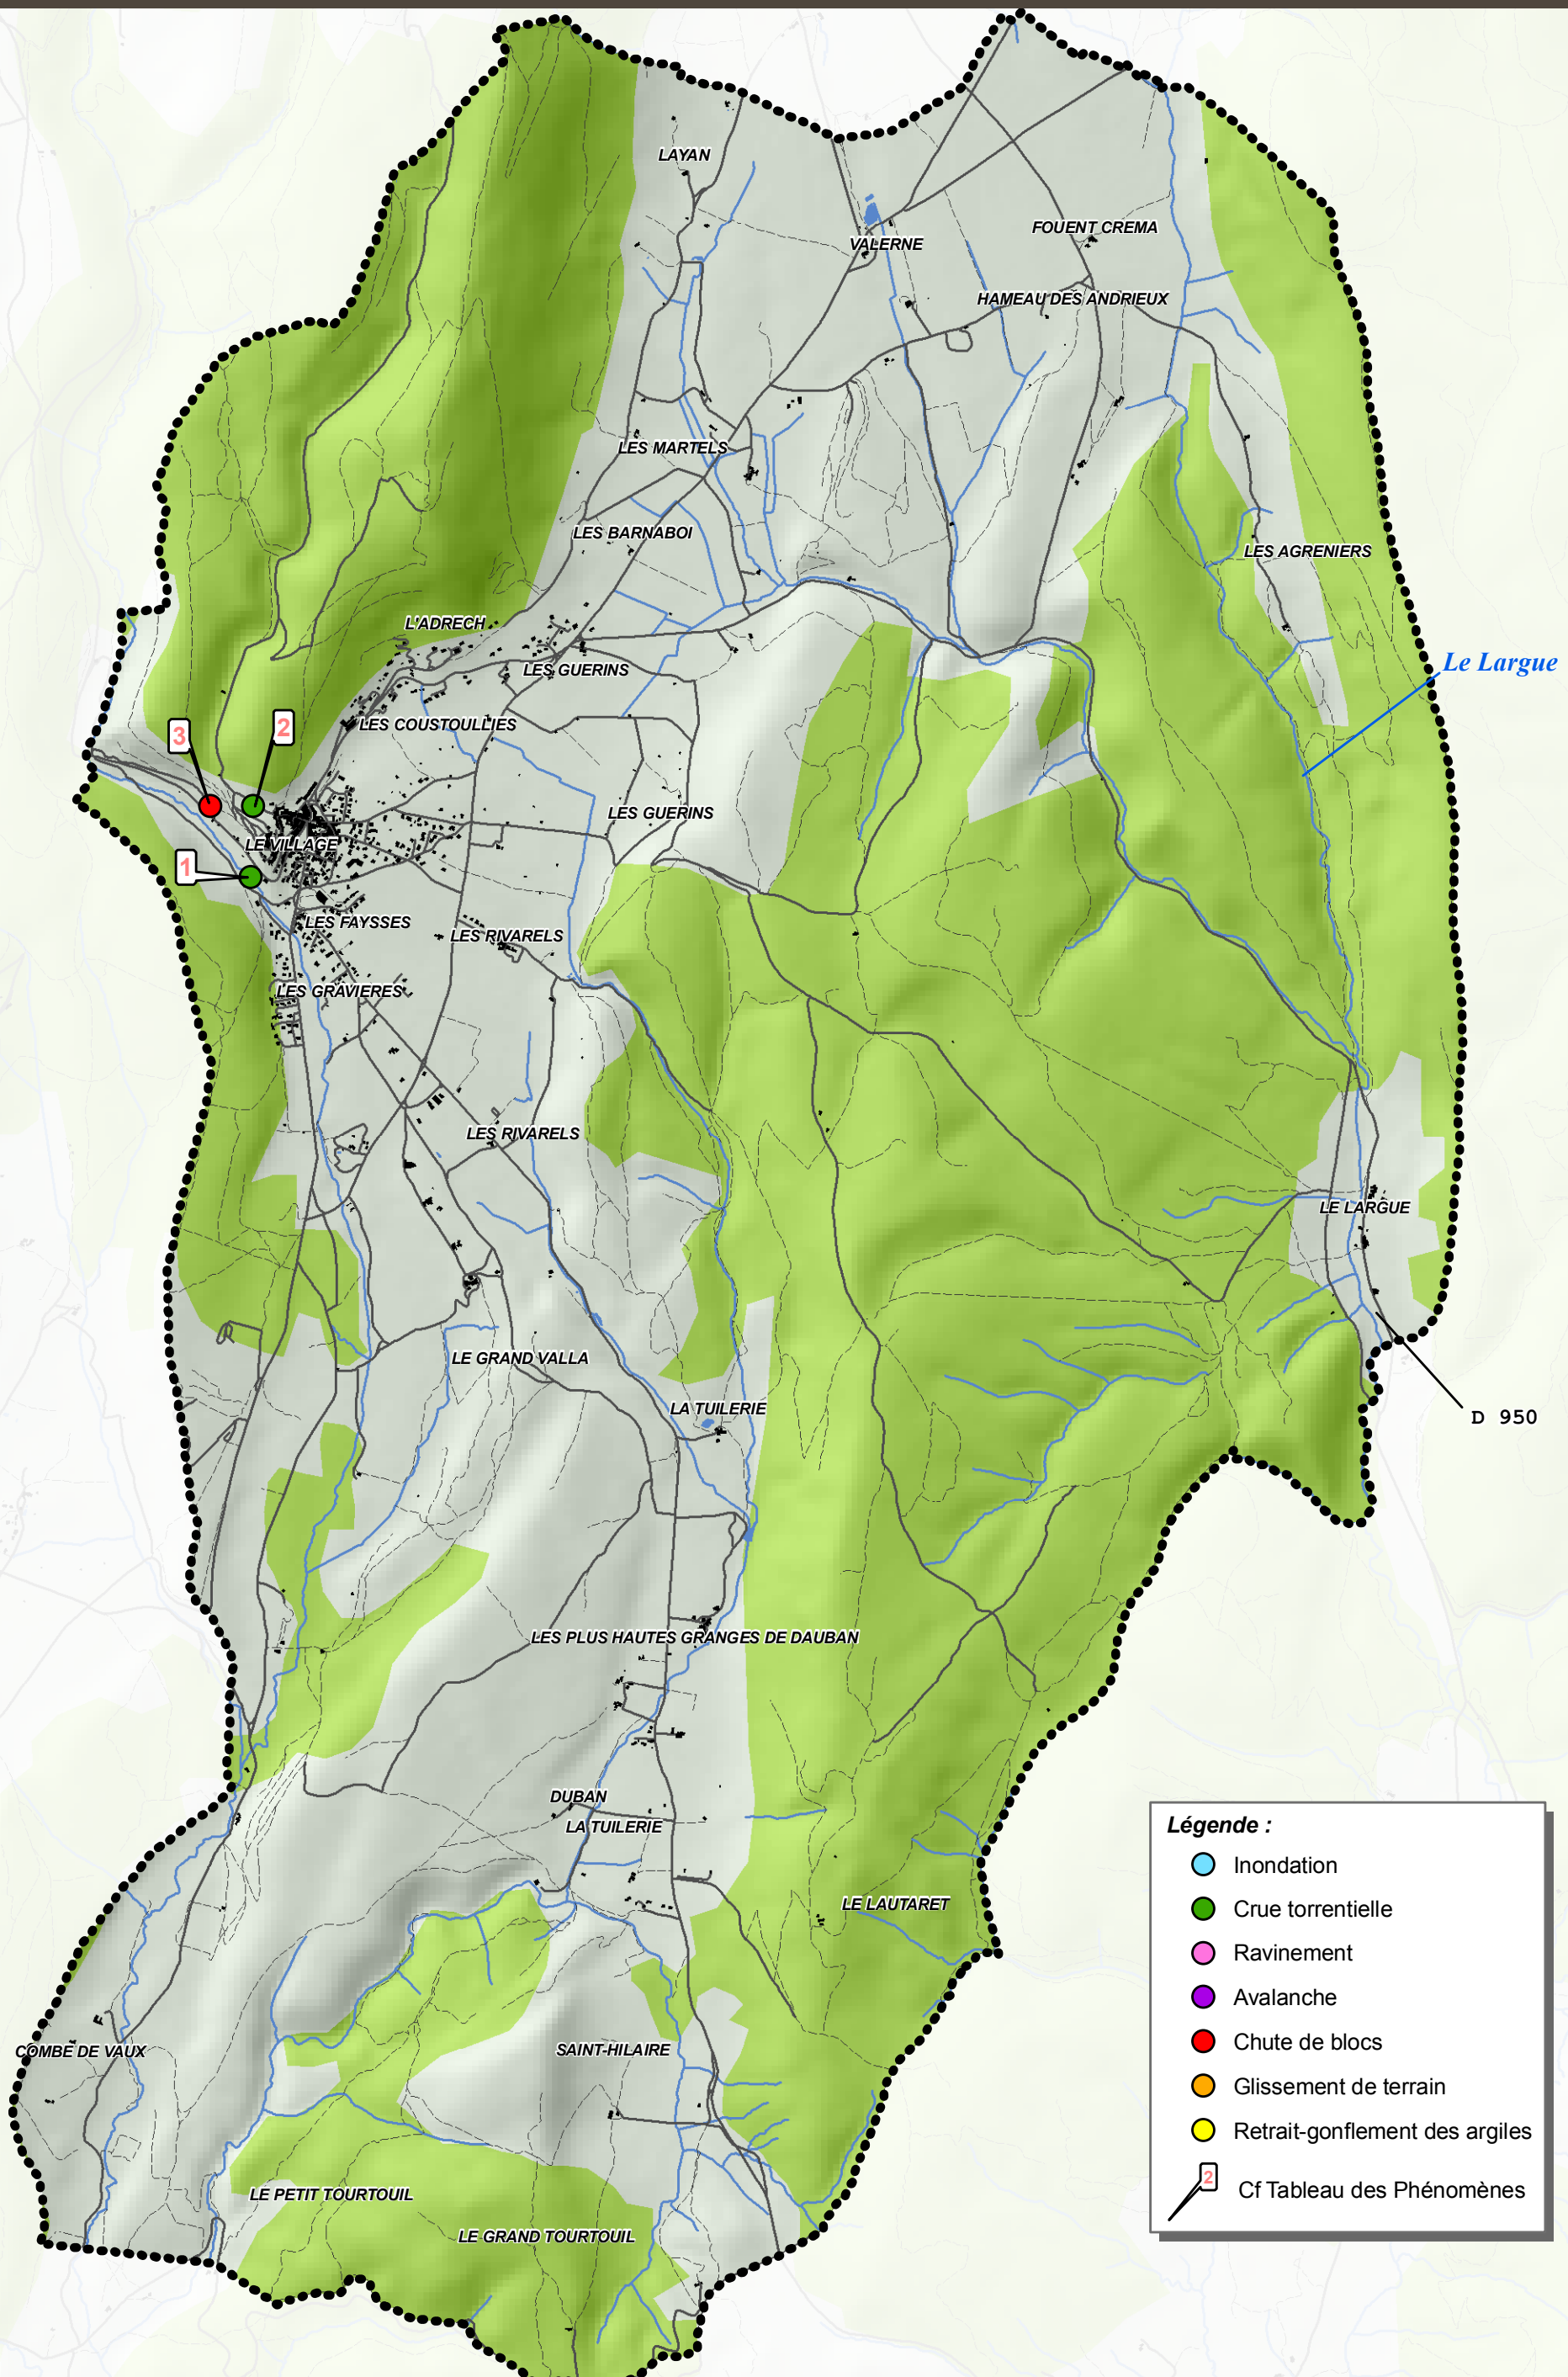 LAYAN
FOUENT CREMA
VALERNE
HAMEAU DES ANDRIEUX
LES MARTELS
LES BARNABOI
LES AGRENIERS
L'ADRECH
Le Largue
LES GUERINS
LES COUSTOULLIES
3
2
LES GUERINS
LE VILLAGE
1
LES FAYSSES
LES RIVARELS
LES GRAVIERES
LES RIVARELS
LE LARGUE
LE GRAND VALLA
LA TUILERIE
D 950
LES PLUS HAUTES GRANGES DE DAUBAN
DUBAN
LA TUILERIE
LE LAUTARET
COMBE DE VAUX
SAINT-HILAIRE
LE PETIT TOURTOUIL
LE GRAND TOURTOUIL
Légende :
Inondation
Crue torrentielle
Ravinement
Avalanche
Chute de blocs
Glissement de terrain
Retrait-gonflement des argiles
2
Cf Tableau des Phénomènes